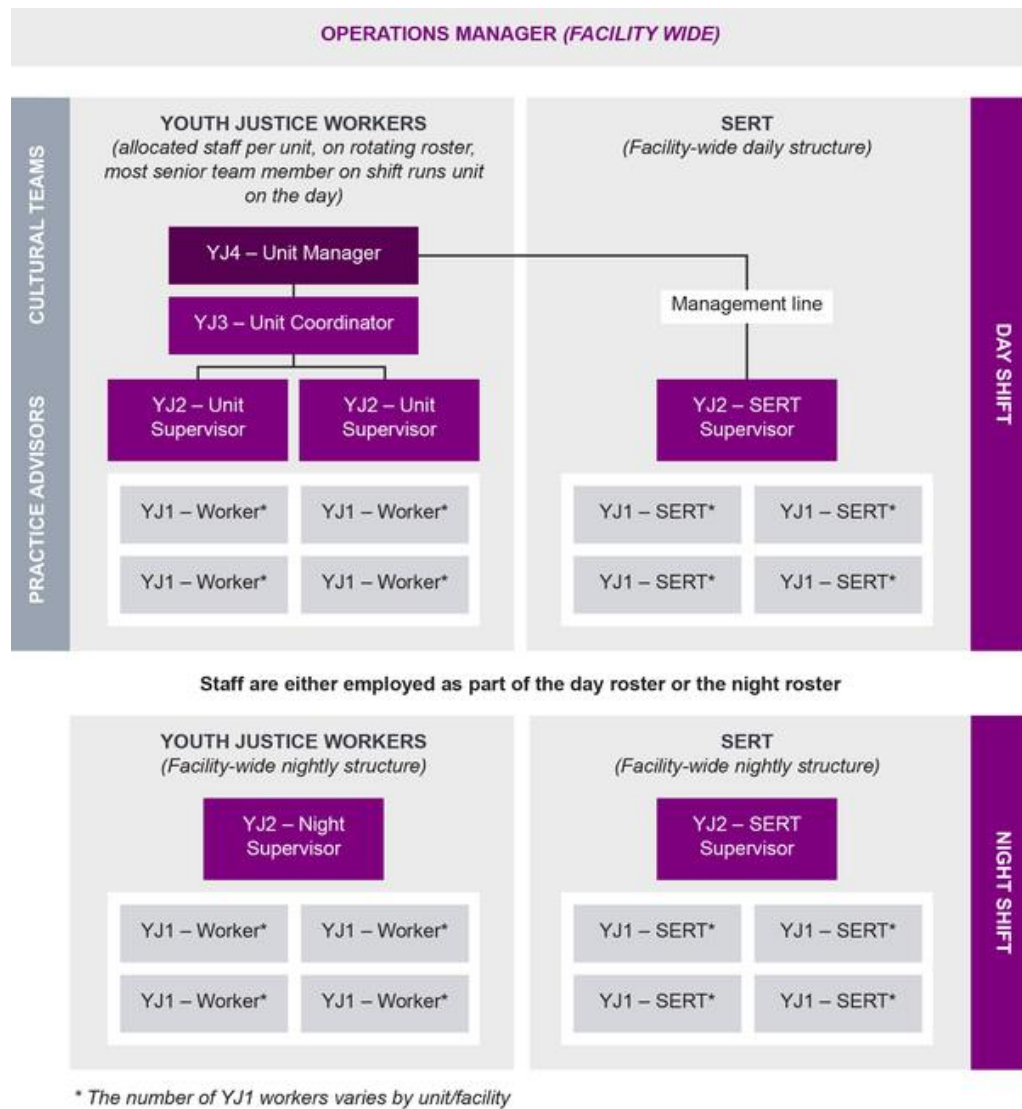 OPERATIONS MANAGER (FACILITY WIDE)
CULTURAL TEAMS
PRACTICE ADVISORS
YOUTH JUSTICE WORKERS
(allocated staff per unit, on rotating roster,
most senior team member on shift runs unit
on the day)
YJ4 – Unit Manager
YJ3 – Unit Coordinator
YJ2 – Unit
Supervisor
YJ2 – Unit
Supervisor
YJ1 – Worker*
YJ1 – Worker*
YJ1 – Worker*
YJ1 – Worker*
SERT
(Facility-wide daily structure)
Management line
YJ2 – SERT
Supervisor
YJ1 – SERT*
YJ1 – SERT*
YJ1 – SERT*
YJ1 – SERT*
DAY SHIFT
Staff are either employed as part of the day roster or the night roster
YOUTH JUSTICE WORKERS
(Facility-wide nightly structure)
YJ2 – Night
Supervisor
YJ1 – Worker*
YJ1 – Worker*
YJ1 – Worker*
YJ1 – Worker*
SERT
(Facility-wide nightly structure)
YJ2 – SERT
Supervisor
YJ1 – SERT*
YJ1 – SERT*
YJ1 – SERT*
YJ1 – SERT*
NIGHT SHIFT
* The number of YJ1 workers varies by unit/facility